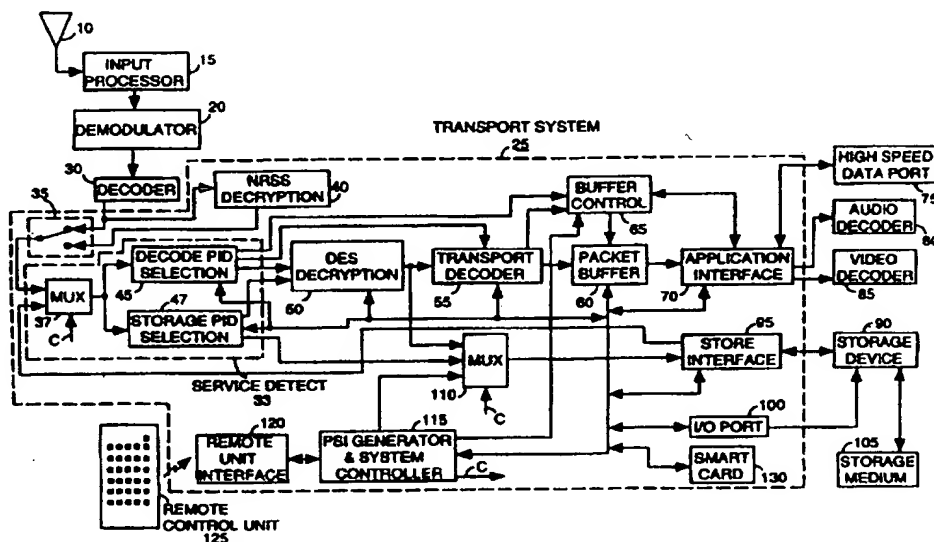 10
INPUT
PROCESSOR
15
20
DEMODULATOR
TRANSPORT SYSTEM
25
30
DECODER
NRSS
DECRYPTION
40
BUFFER
CONTROL
65
HIGH SPEED
DATA PORT
75
35
AUDIO
DECODER
80
DECODE PID
SELECTION
45
DES
DECRYPTION
50
TRANSPORT
DECODER
55
PACKET
BUFFER
60
APPLICATION
INTERFACE
70
VIDEO
DECODER
85
MUX
37
C
47
STORAGE PID
SELECTION
95
STORE
INTERFACE
90
STORAGE
DEVICE
MUX
110
C
SERVICE DETECT
33
115
PSI GENERATOR
& SYSTEM
CONTROLLER
C
120
REMOTE
UNIT
INTERFACE
100
I/O PORT
SMART
CARD
130
105
STORAGE
MEDIUM
REMOTE
CONTROL UNIT
125